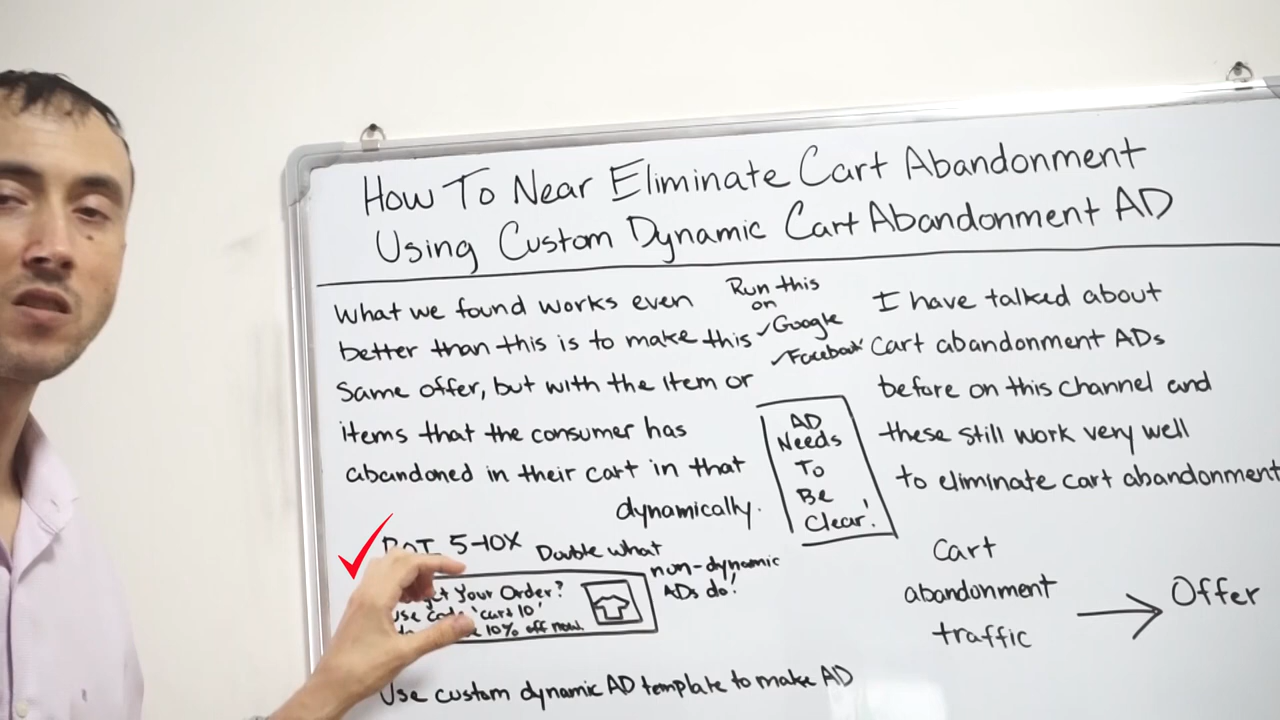 How To Near Eliminate Cart Abandonment
Using Custom Dynamic Cart Abandonment AD
What we found works even
better than this is to make this
same offer, but with the item or
items that the consumer has
abandoned in their cart in that
dynamically.
Run this
on
✓Google
✓Facebook
AD
Needs
To
Be
Clear!
I have talked about
cart abandonment ADs
before on this channel and
these still work very well
to eliminate cart abandonment
5-10X Double what
non-dynamic
ADs do!
Your Order?
code 'cart 10'
10% off now.
Use custom dynamic AD template to make AD
Cart
abandonment
traffic
→ Offer